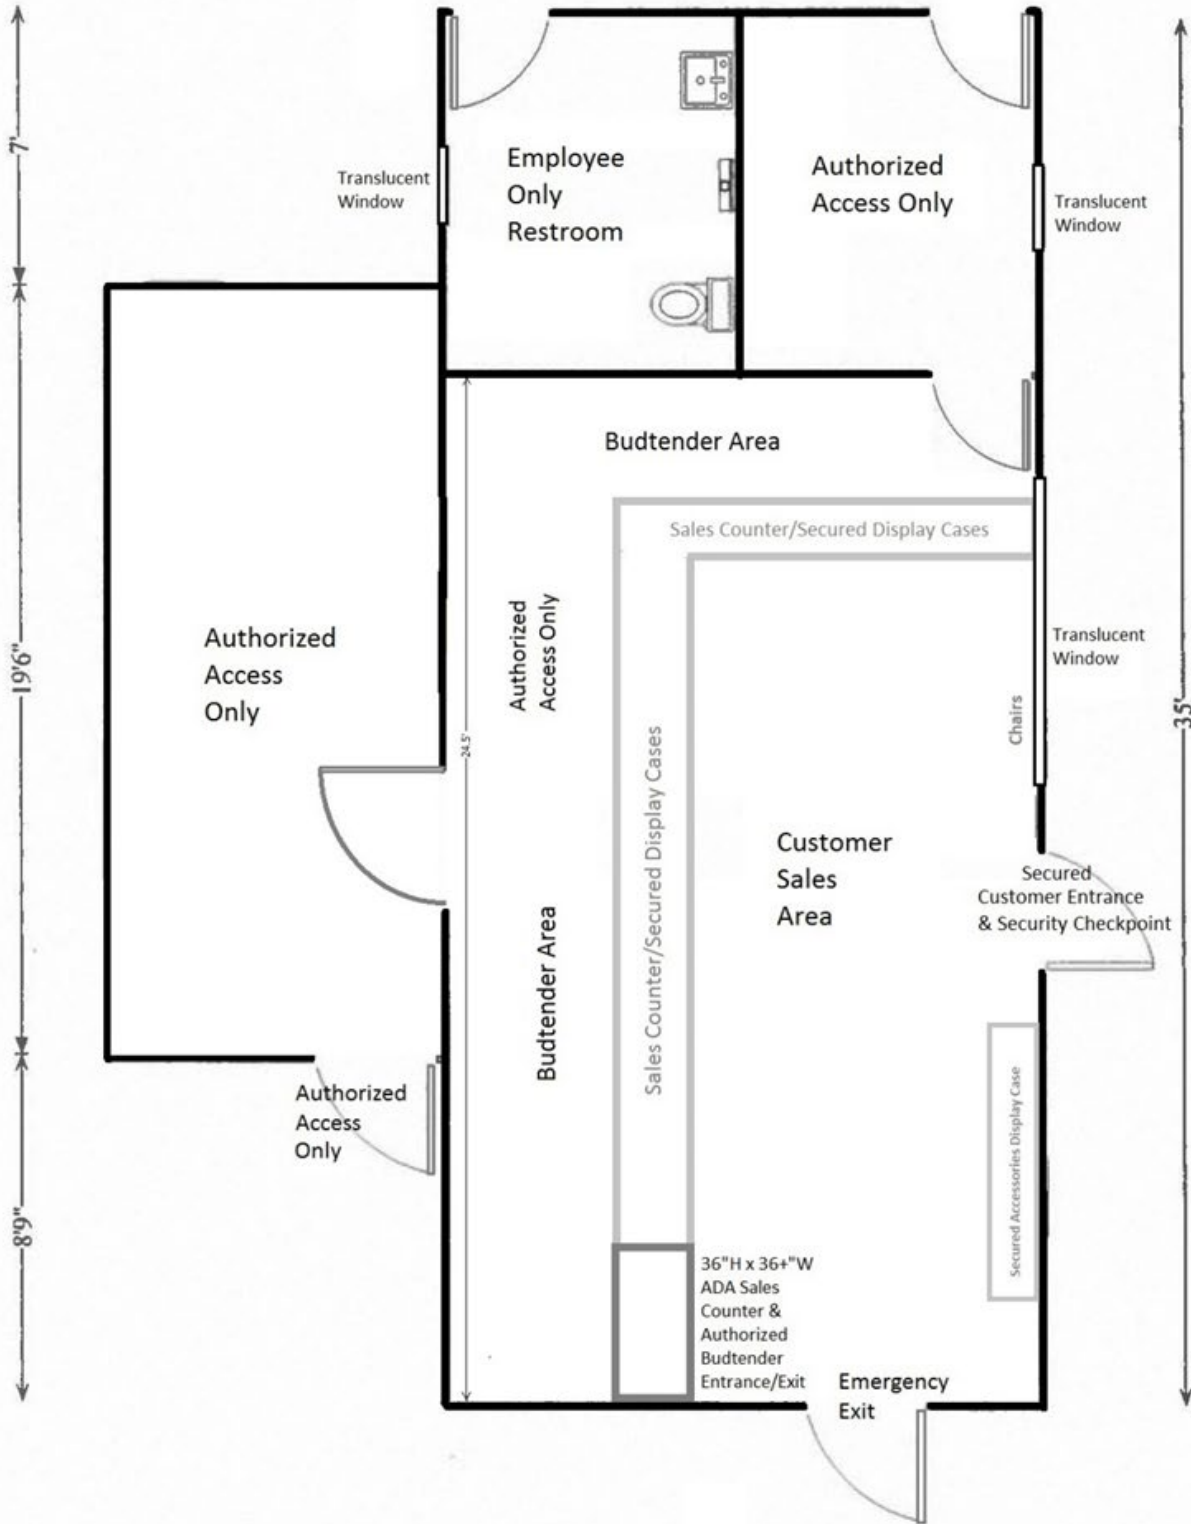 7'
Translucent
Window
Employee
Only
Restroom
Authorized
Access Only
Translucent
Window
Budtender Area
Sales Counter/Secured Display Cases
19'6"
Authorized
Access
Only
Authorized
Access Only
24.5'
Sales Counter/Secured Display Cases
Chairs
Translucent
Window
35'
Customer
Sales
Area
Secured
Customer Entrance
& Security Checkpoint
Budtender Area
Authorized
Access
Only
8'9"
Secured Accessories Display Case
36"H x 36+"W
ADA Sales
Counter &
Authorized
Budtender
Entrance/Exit
Emergency
Exit